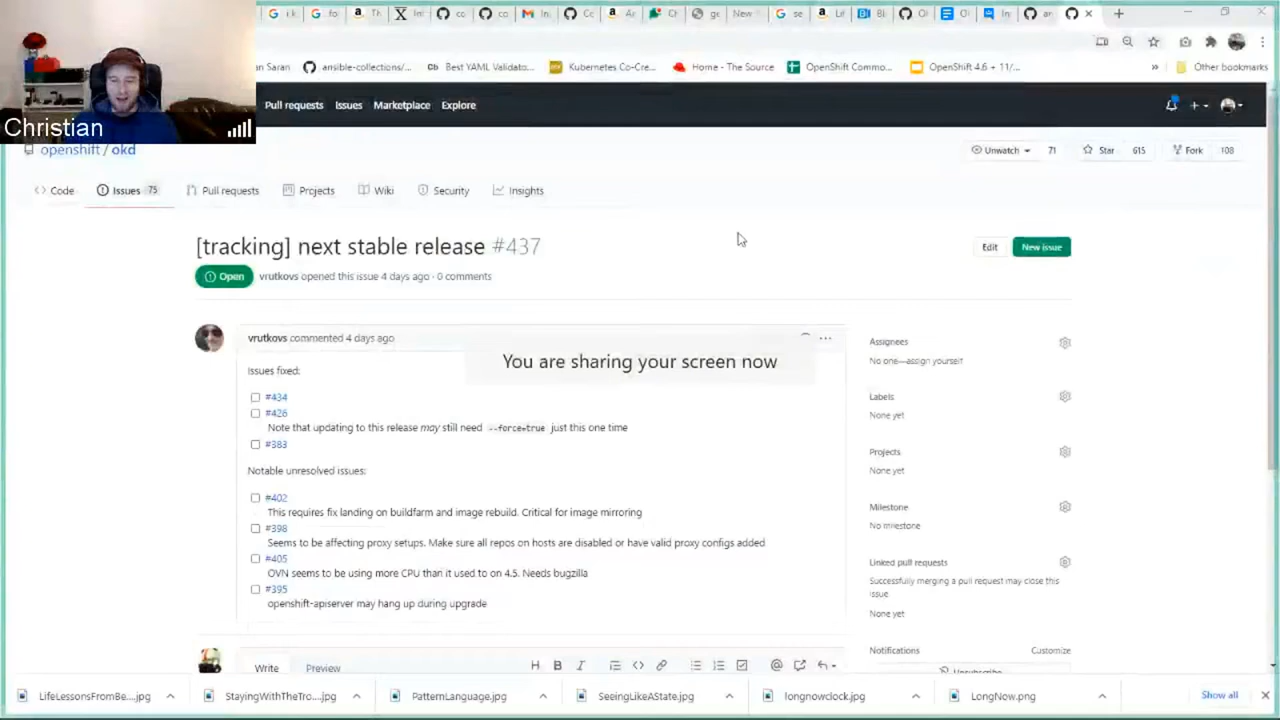 Christian
ian Saran
ansible-collections/...
Best YAML Validato...
Kubernetes Co-Cre...
Home - The Source
OpenShift Commo...
OpenShift 4.6 + 11/...
»
Other bookmarks
Pull requests
Issues
Marketplace
Explore
openshift / okd
Unwatch
71
Star
615
Fork
108
Code
Issues 75
Pull requests
Projects
Wiki
Security
Insights
[tracking] next stable release #437
Edit
New issue
Open
vrutkovs opened this issue 4 days ago · 0 comments
vrutkovs commented 4 days ago
You are sharing your screen now
Issues fixed:
#434
#426
Note that updating to this release may still need --force=true just this one time
#383
Notable unresolved issues:
#402
This requires fix landing on buildfarm and image rebuild. Critical for image mirroring
#398
Seems to be affecting proxy setups. Make sure all repos on hosts are disabled or have valid proxy configs added
#405
OVN seems to be using more CPU than it used to on 4.5. Needs bugzilla
#395
openshift-apiserver may hang up during upgrade
Assignees
No one—assign yourself
Labels
None yet
Projects
None yet
Milestone
No milestone
Linked pull requests
Successfully merging a pull request may close this
issue.
None yet
Notifications
Customize
Unsubscribe
Write
Preview
LifeLessonsFromBe....jpg
StayingWithTheTro....jpg
PatternLanguage.jpg
SeeingLikeAState.jpg
longnowclock.jpg
LongNow.png
Show all